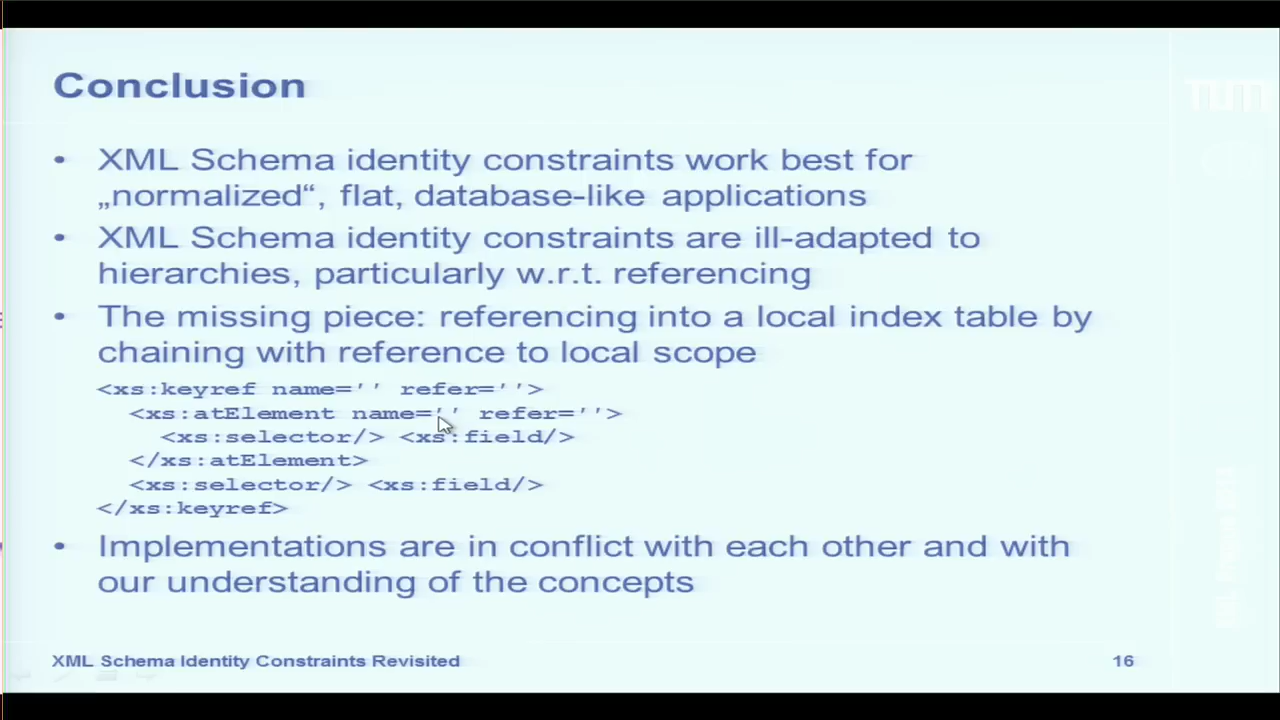 Conclusion
• XML Schema identity constraints work best for
„normalized“, flat, database-like applications
• XML Schema identity constraints are ill-adapted to
hierarchies, particularly w.r.t. referencing
• The missing piece: referencing into a local index table by
chaining with reference to local scope
<xs:keyref name='' refer=''>
<xs:atElement name='' refer=''>
<xs:selector/> <xs:field/>
</xs:atElement>
<xs:selector/> <xs:field/>
</xs:keyref>
• Implementations are in conflict with each other and with
our understanding of the concepts
XML Schema Identity Constraints Revisited
16
TUM